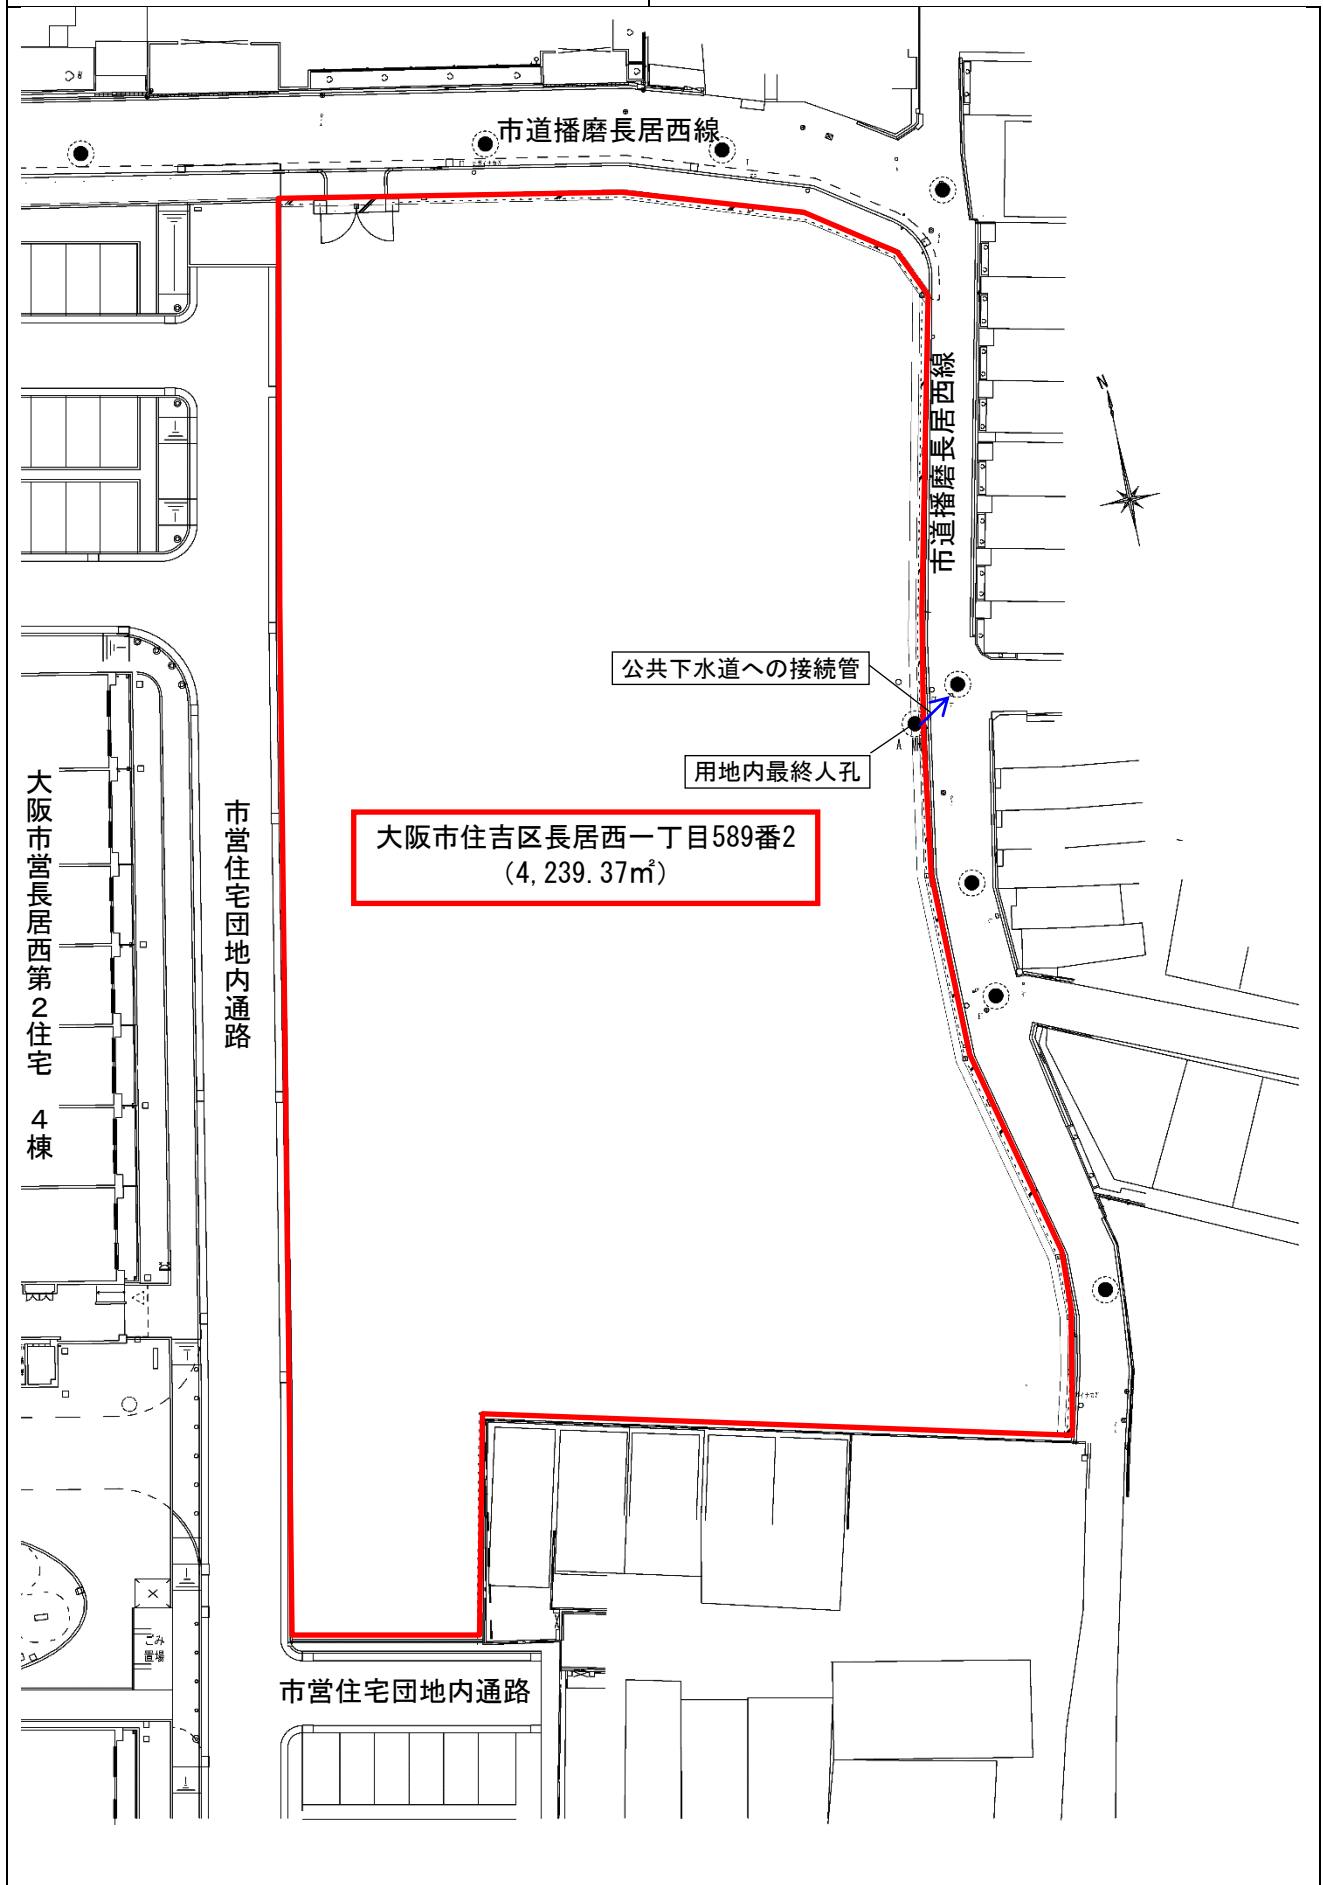 市道播磨長居西線
市道播磨長居西線
N
公共下水道への接続管
用地内最終人孔
大阪市住吉区長居西一丁目589番2
(4,239.37㎡)
大阪市営長居西第2住宅 4棟
市営住宅団地内通路
ごみ
置場
市営住宅団地内通路